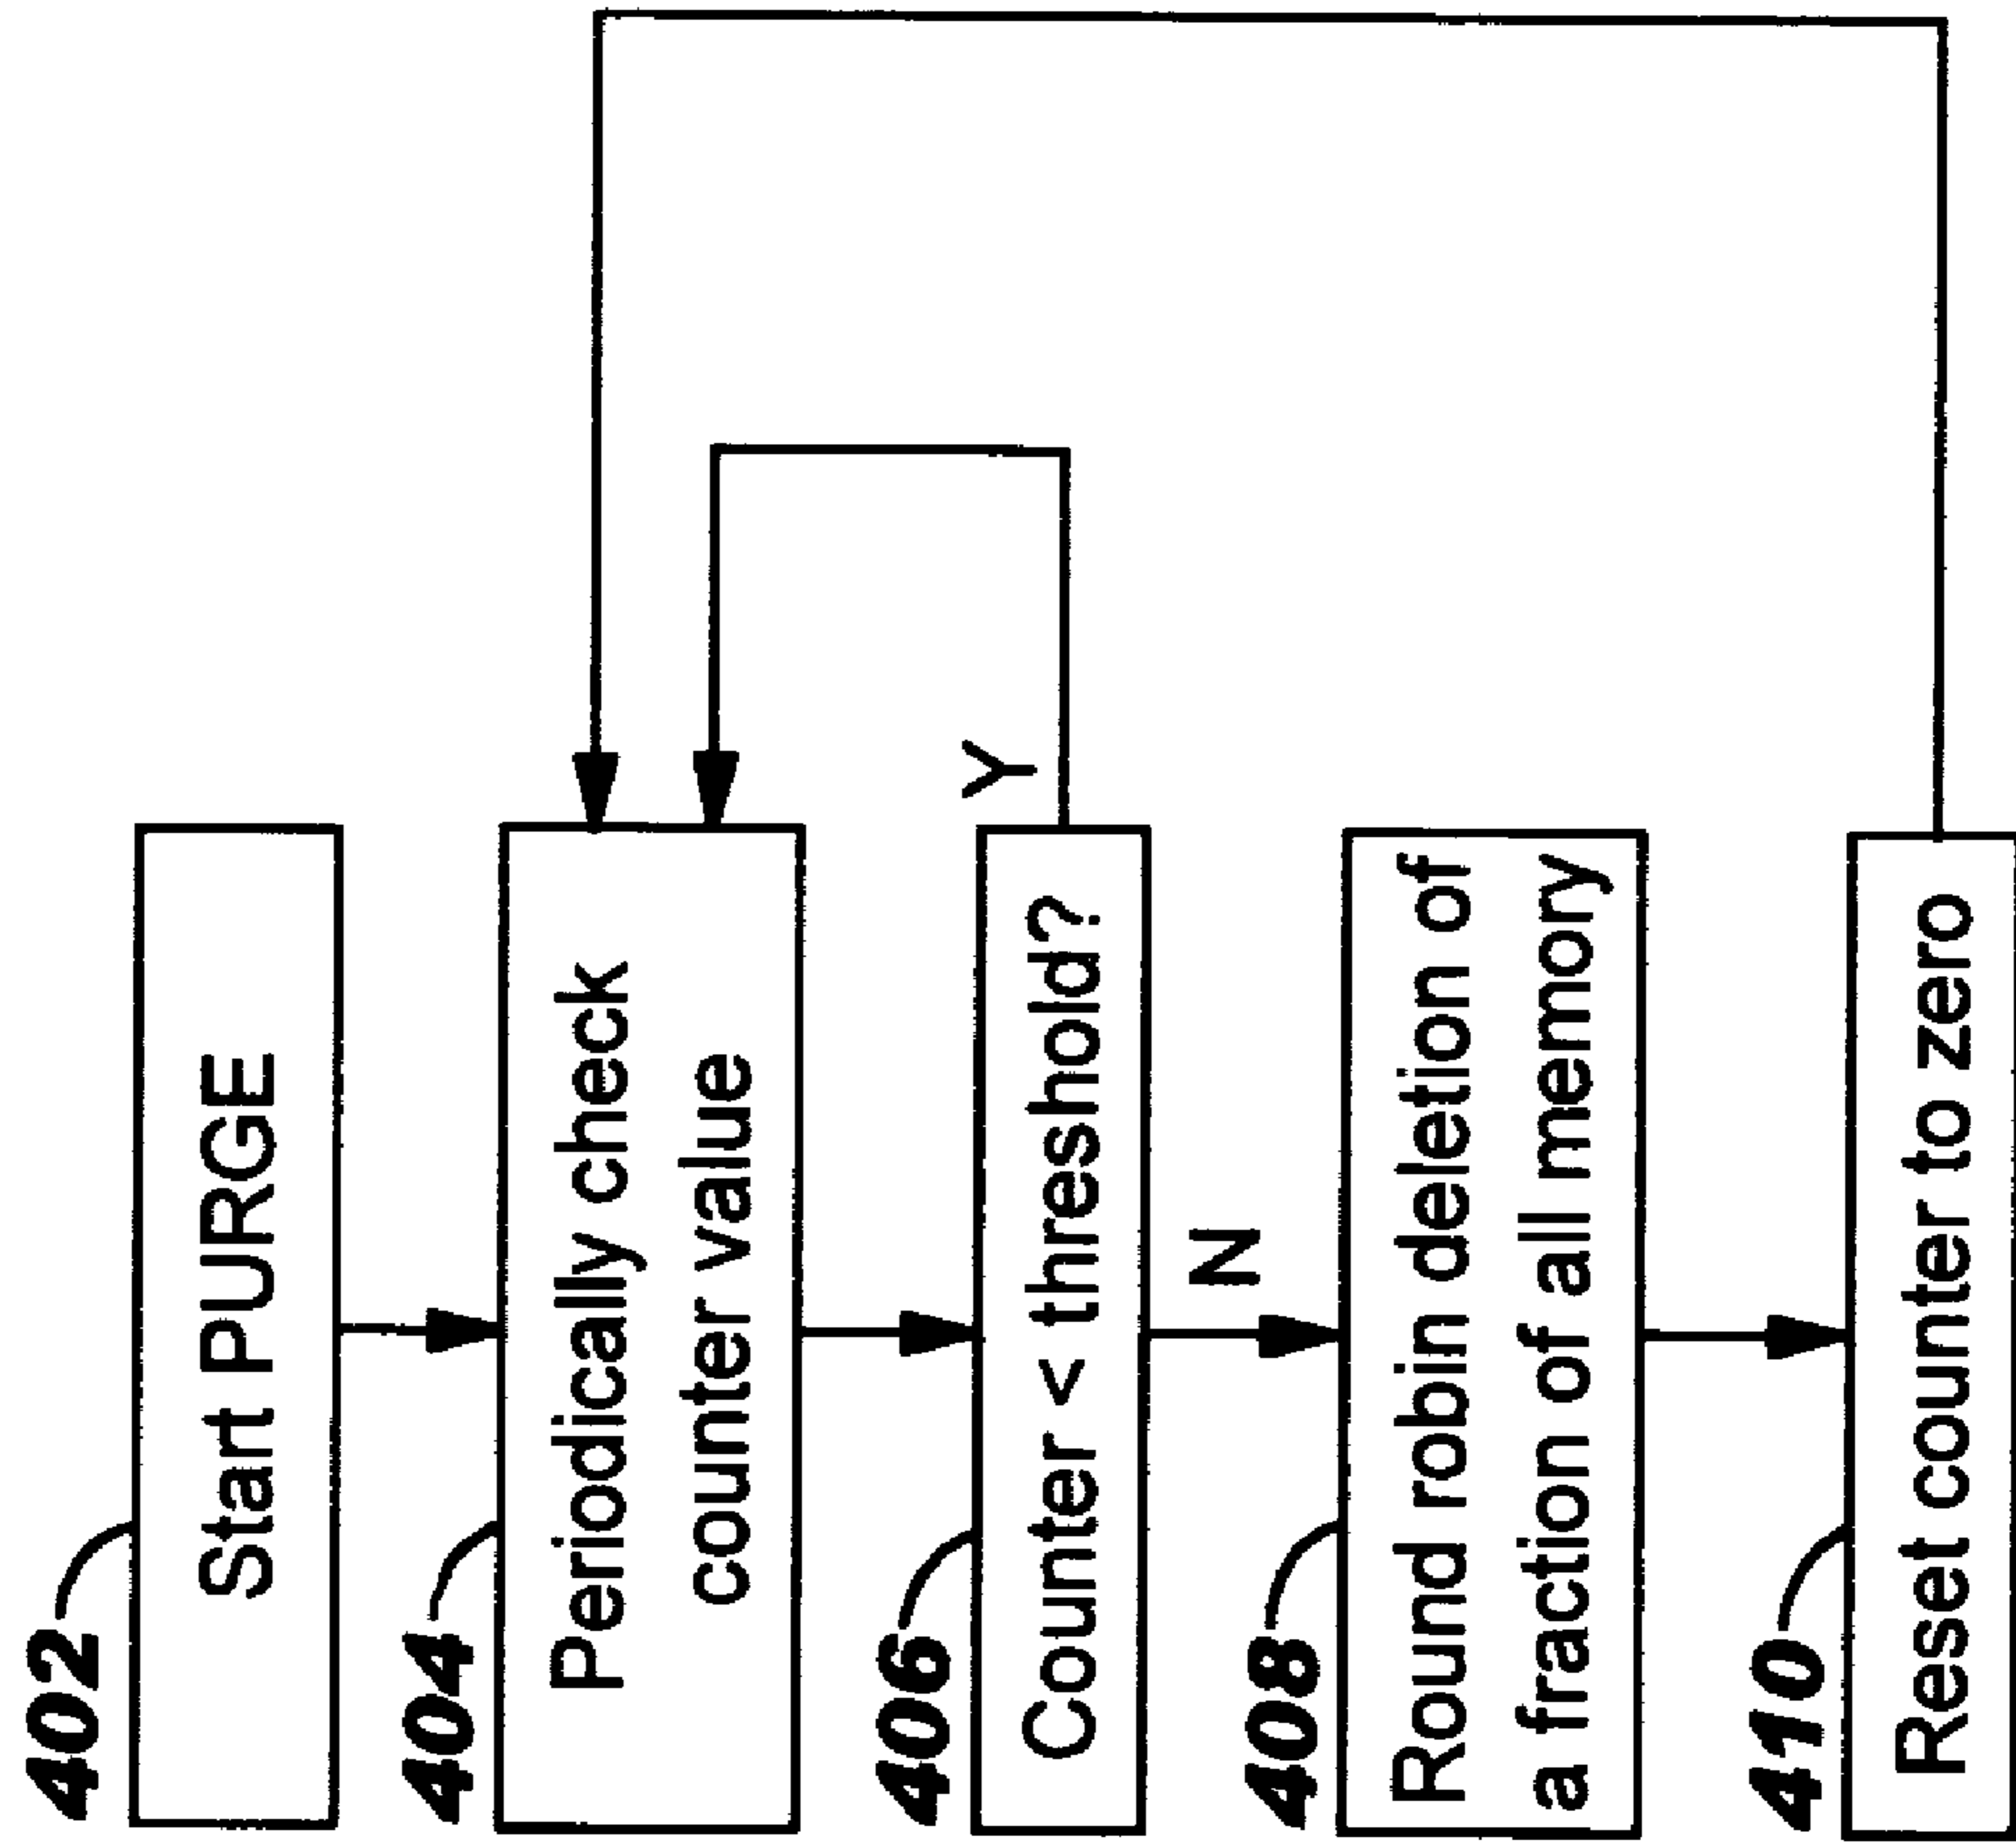 402
Start PURGE
404
Periodically check
counter value
406
Counter < threshold?
Y
N
408
Round robin deletion of
a fraction of all memory
410
Reset counter to zero